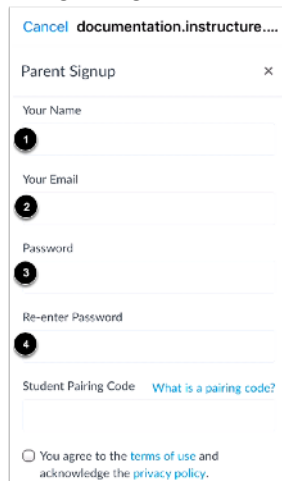 Cancel documentation.instructure....
Parent Signup ×
Your Name
1
Your Email
2
Password
3
Re-enter Password
4
Student Pairing Code What is a pairing code?
You agree to the terms of use and
acknowledge the privacy policy.